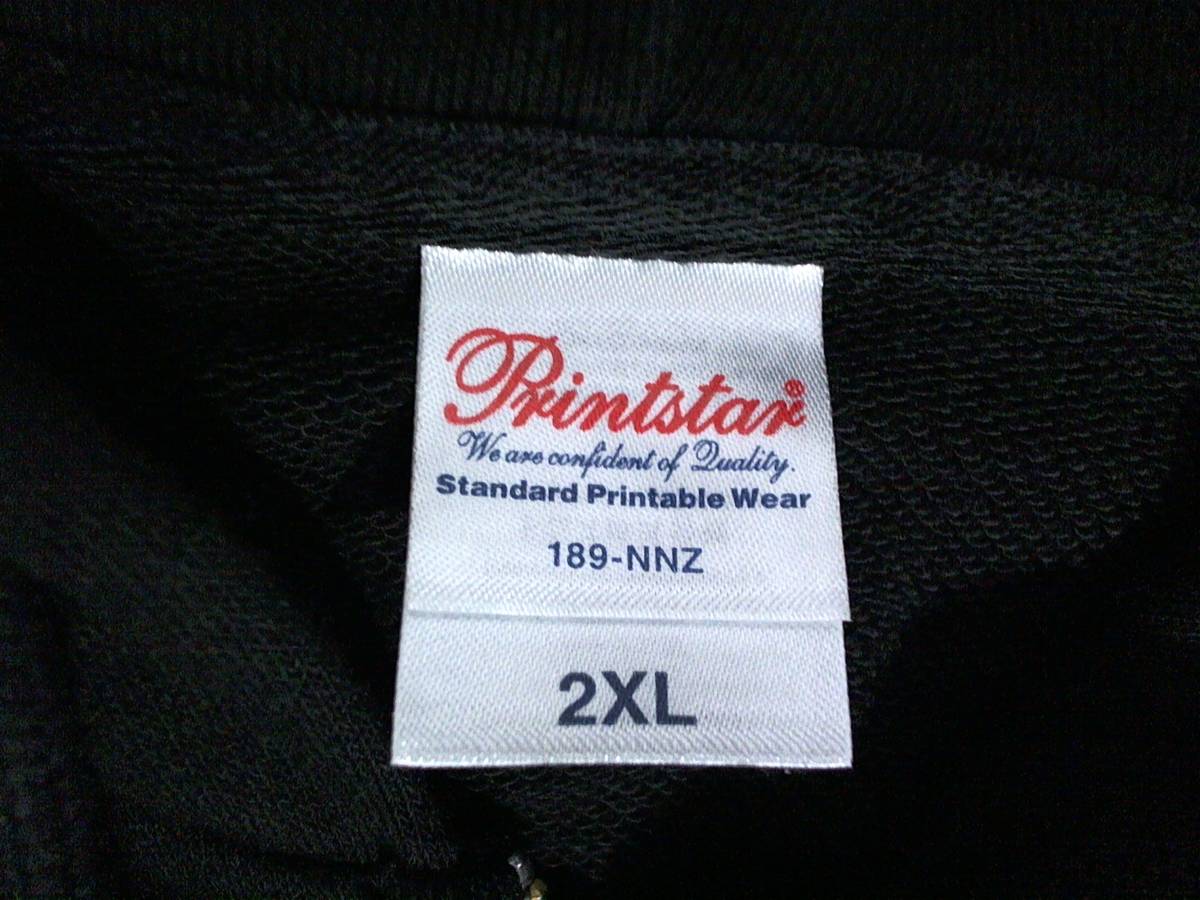 Printstar®
We are confident of Quality.
Standard Printable Wear
189-NNZ
2XL